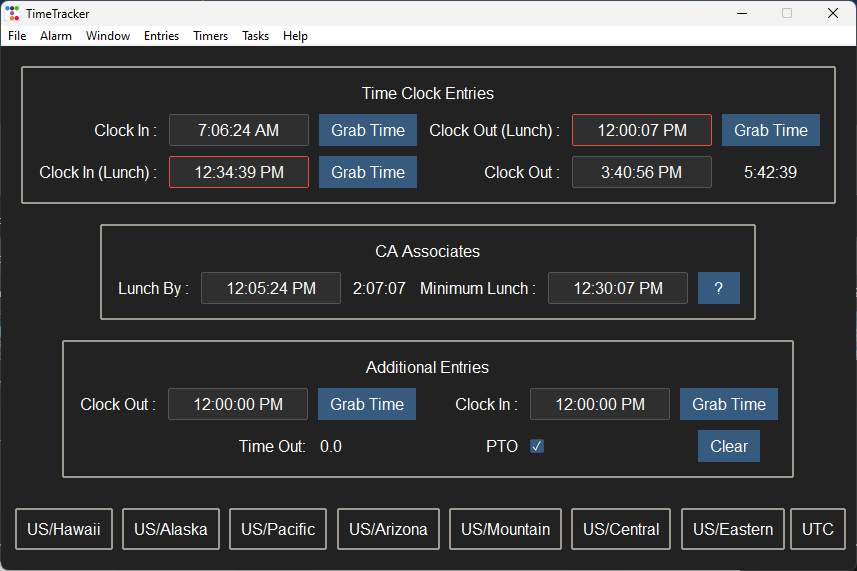 TimeTracker
File Alarm Window Entries Timers Tasks Help
Time Clock Entries
Clock In : 7:06:24 AM Grab Time Clock Out (Lunch) : 12:00:07 PM Grab Time
Clock In (Lunch) : 12:34:39 PM Grab Time Clock Out : 3:40:56 PM 5:42:39
CA Associates
Lunch By : 12:05:24 PM 2:07:07 Minimum Lunch : 12:30:07 PM ?
Additional Entries
Clock Out : 12:00:00 PM Grab Time Clock In : 12:00:00 PM Grab Time
Time Out: 0.0 PTO Clear
US/Hawaii US/Alaska US/Pacific US/Arizona US/Mountain US/Central US/Eastern UTC